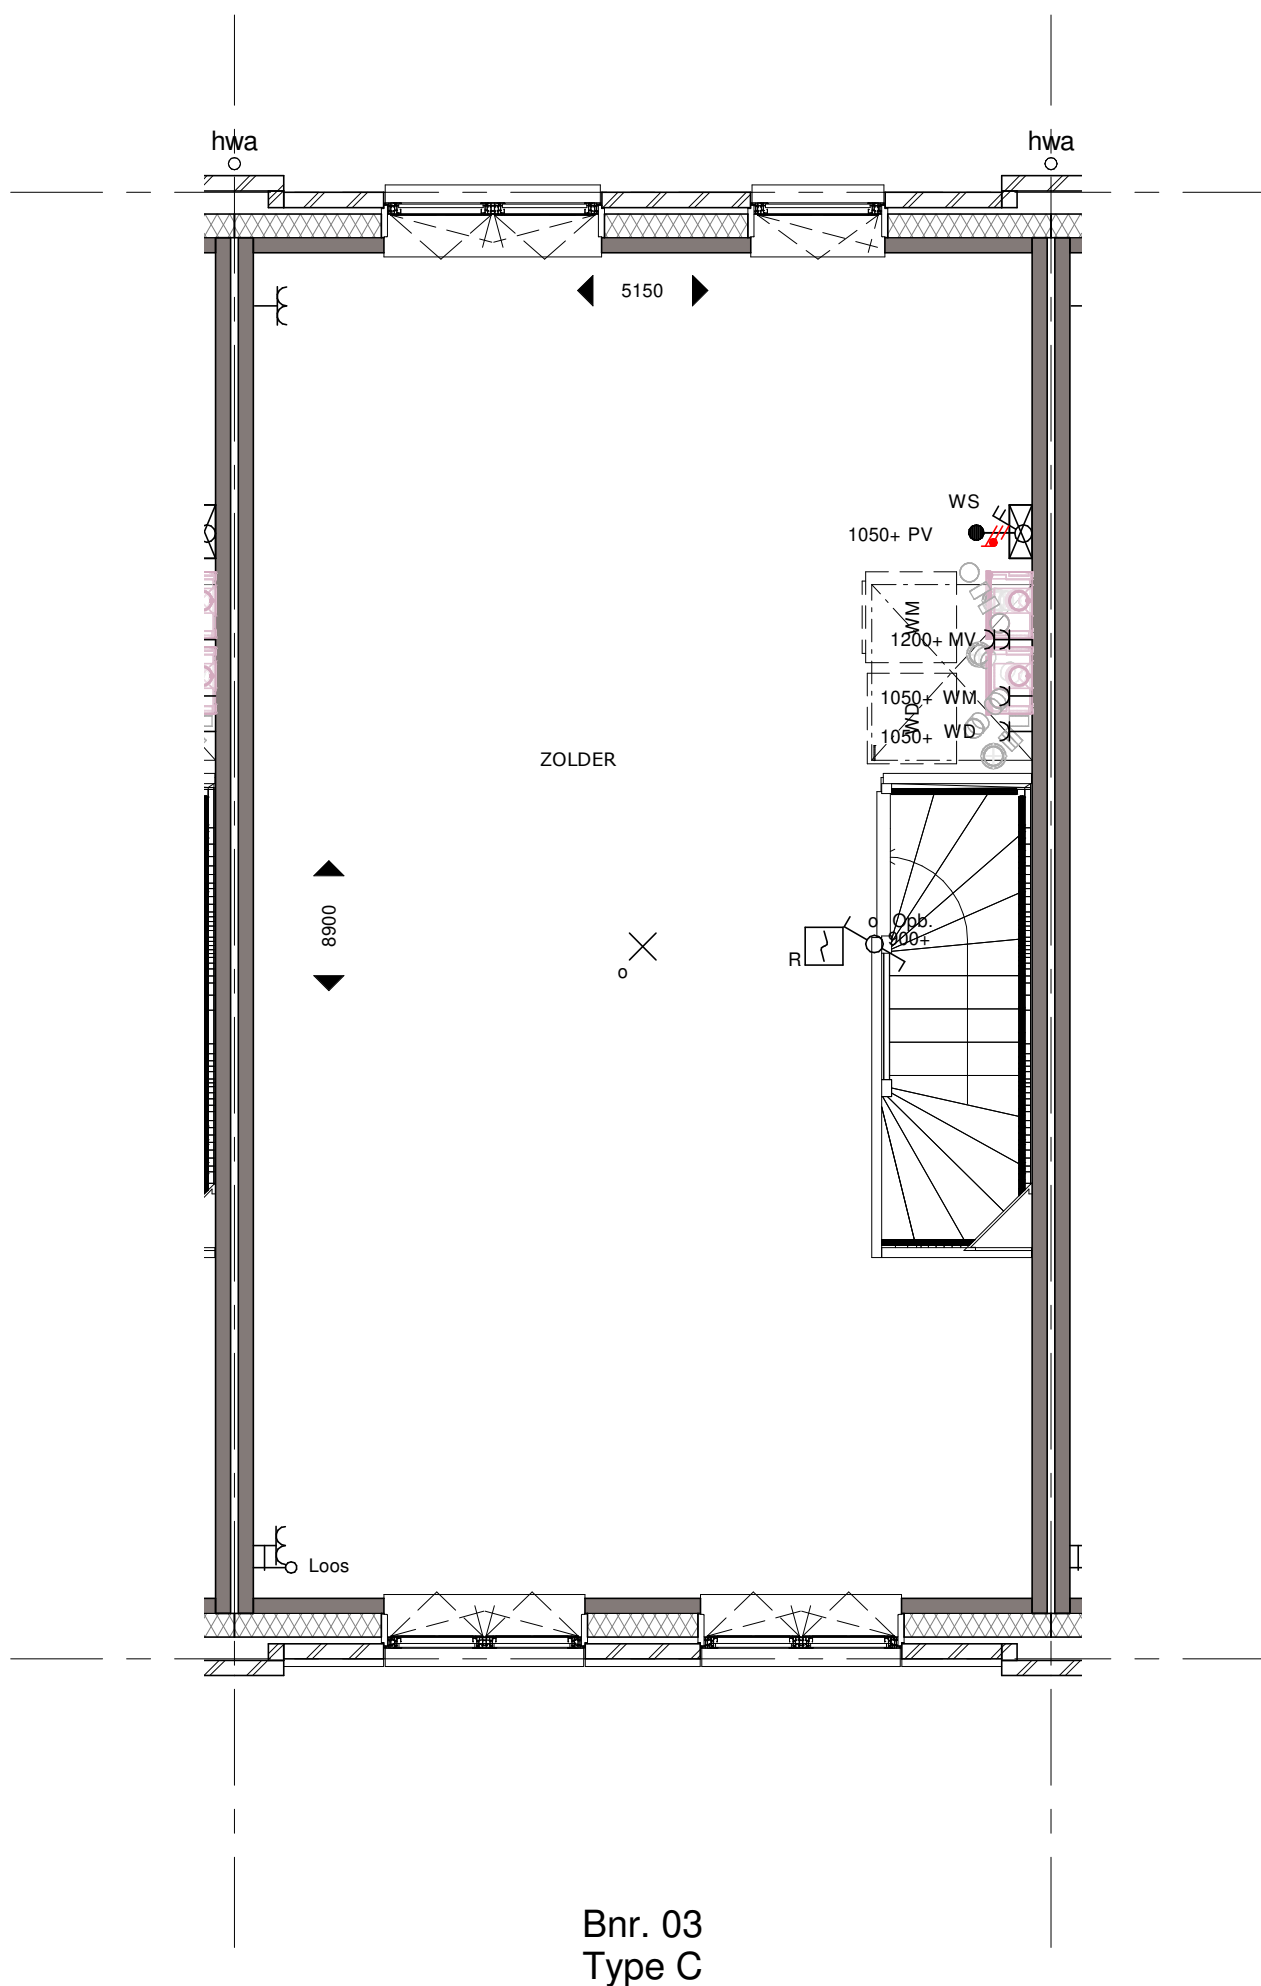 hwa
hwa
5150
WS
1050+ PV
WM
1200+ MV
1050+ WM
WD
1050+ WD
ZOLDER
8900
o
R
o Opb.
900+
Loos
Bnr. 03
Type C